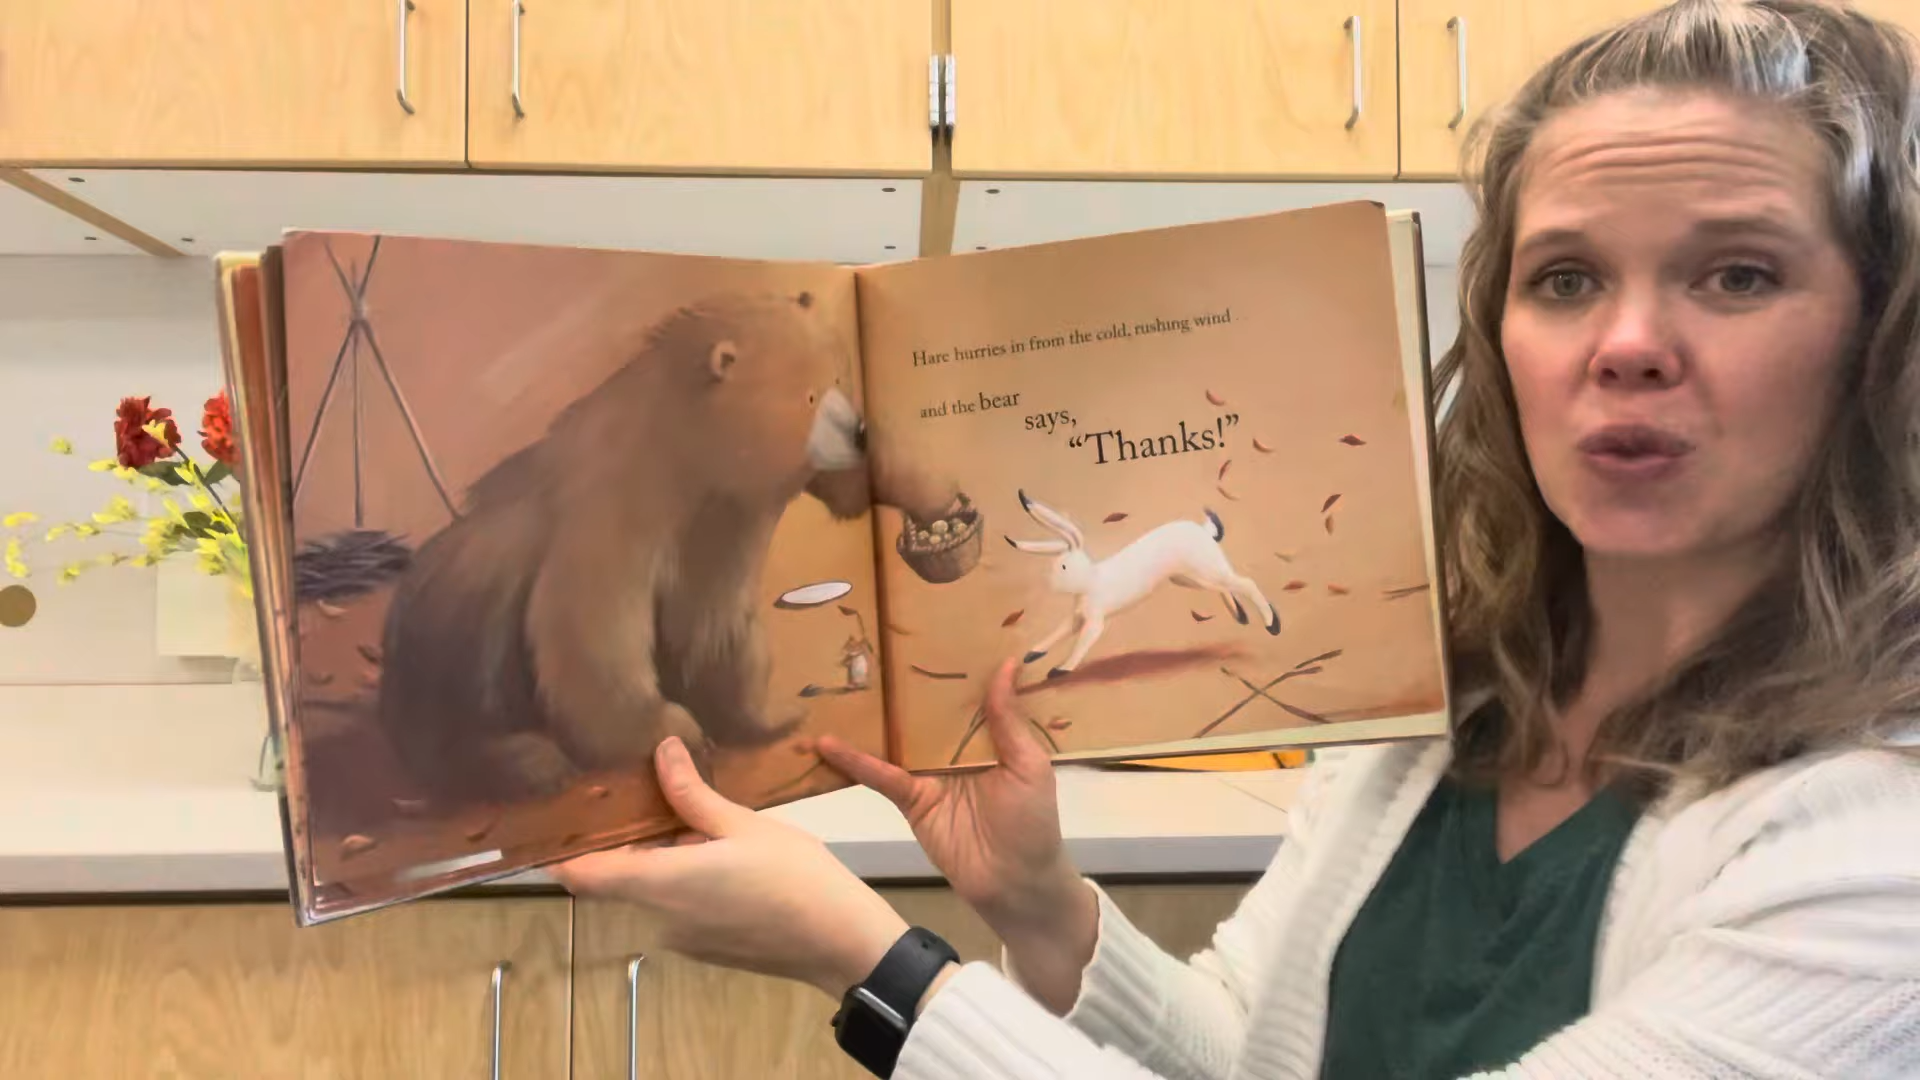 Hare hurries in from the cold, rushing wind
and the bear
says,
“Thanks!”